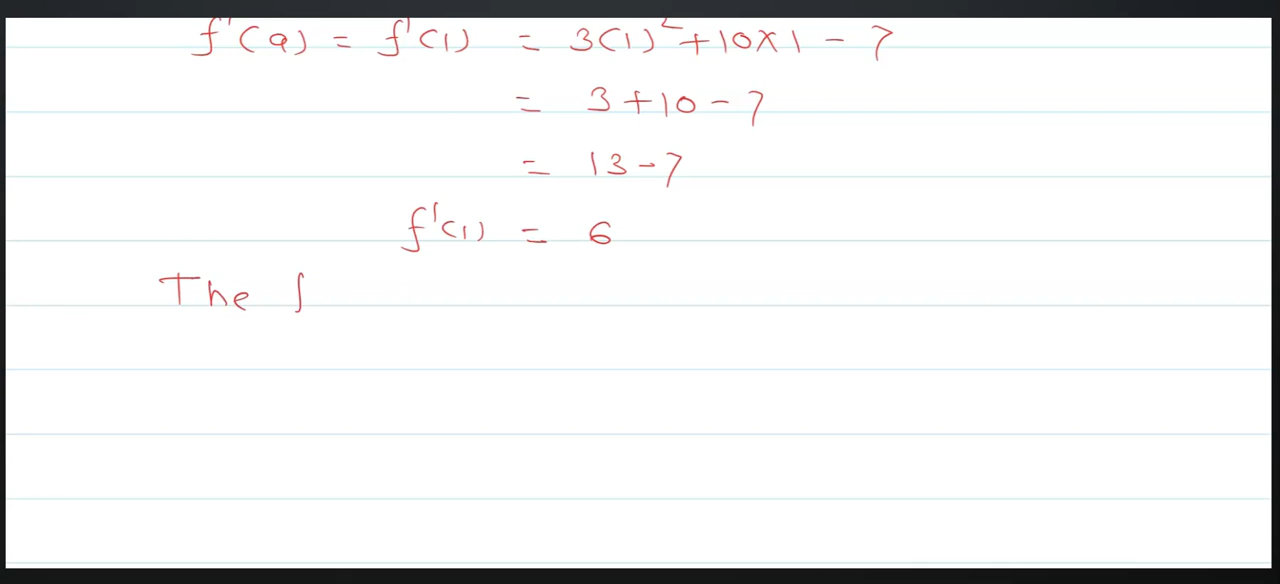 f'(a) = f'(1) = 3(1)² + 10 × 1 - 7
= 3 + 10 - 7
= 13 - 7
f'(1) = 6
The